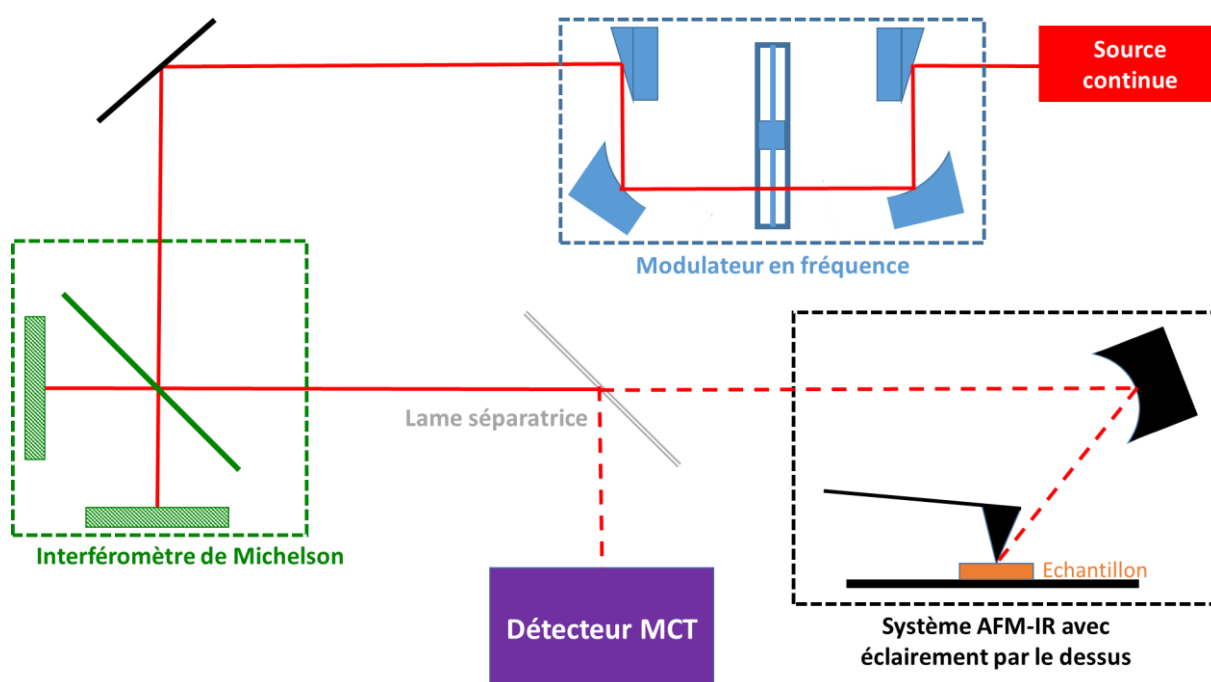 Source
continue
Modulateur en fréquence
Lame séparatrice
Interféromètre de Michelson
Echantillon
Détecteur MCT
Système AFM-IR avec
éclairement par le dessus